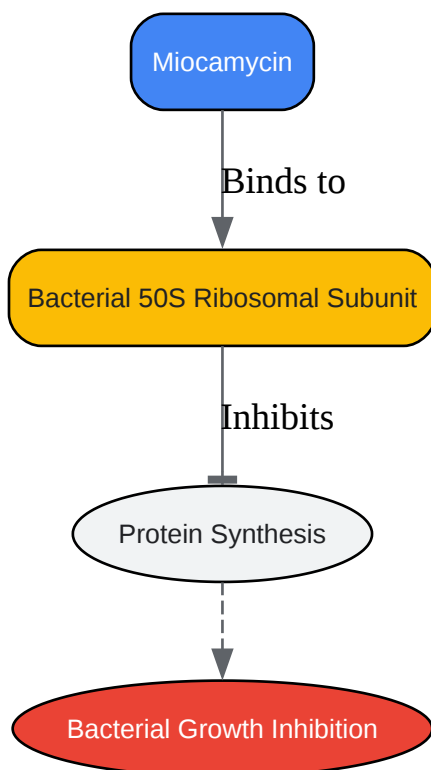 Miocamycin
Binds to
Bacterial 50S Ribosomal Subunit
Inhibits
Protein Synthesis
Bacterial Growth Inhibition